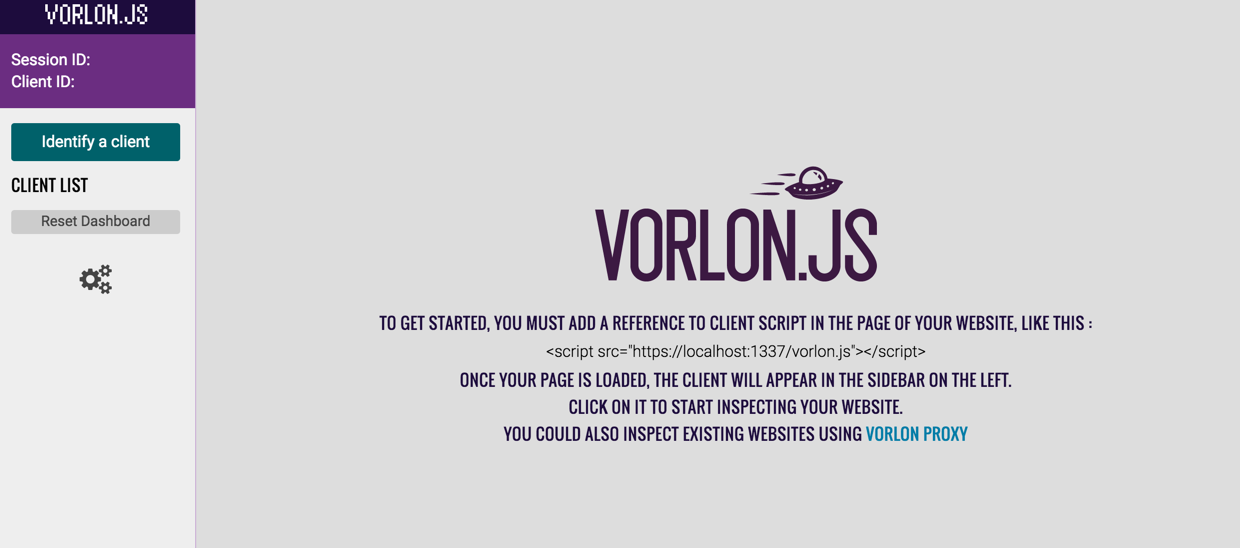 VORLON.JS
Session ID:
Client ID:
Identify a client
CLIENT LIST
Reset Dashboard
VORLON.JS
TO GET STARTED, YOU MUST ADD A REFERENCE TO CLIENT SCRIPT IN THE PAGE OF YOUR WEBSITE, LIKE THIS :
<script src="https://localhost:1337/vorlon.js"></script>
ONCE YOUR PAGE IS LOADED, THE CLIENT WILL APPEAR IN THE SIDEBAR ON THE LEFT.
CLICK ON IT TO START INSPECTING YOUR WEBSITE.
YOU COULD ALSO INSPECT EXISTING WEBSITES USING VORLON PROXY